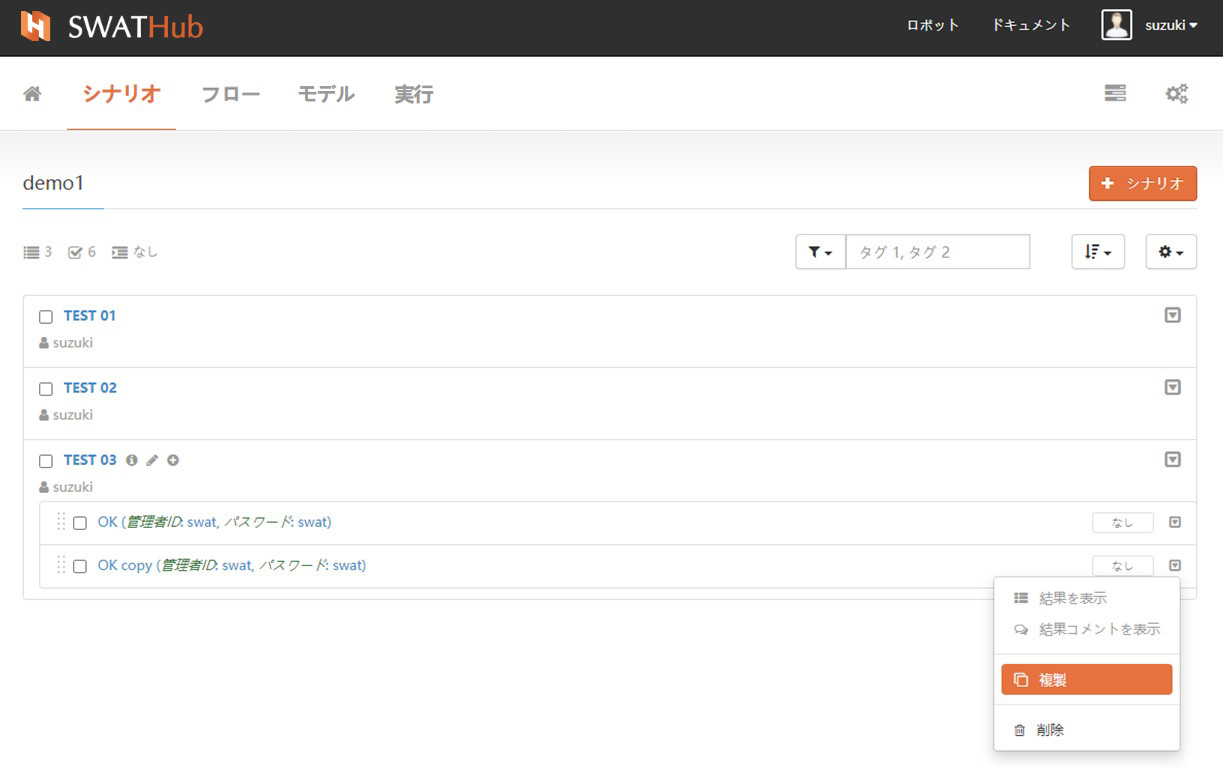 SWATHub ロボット ドキュメント suzuki
シナリオ フロー モデル 実行
demo1 シナリオ
3 6 なし タグ 1, タグ 2
TEST 01
suzuki
TEST 02
suzuki
TEST 03
suzuki
OK (管理者ID: swat, パスワード: swat) なし
OK copy (管理者ID: swat, パスワード: swat) なし
結果を表示
結果コメントを表示
複製
削除